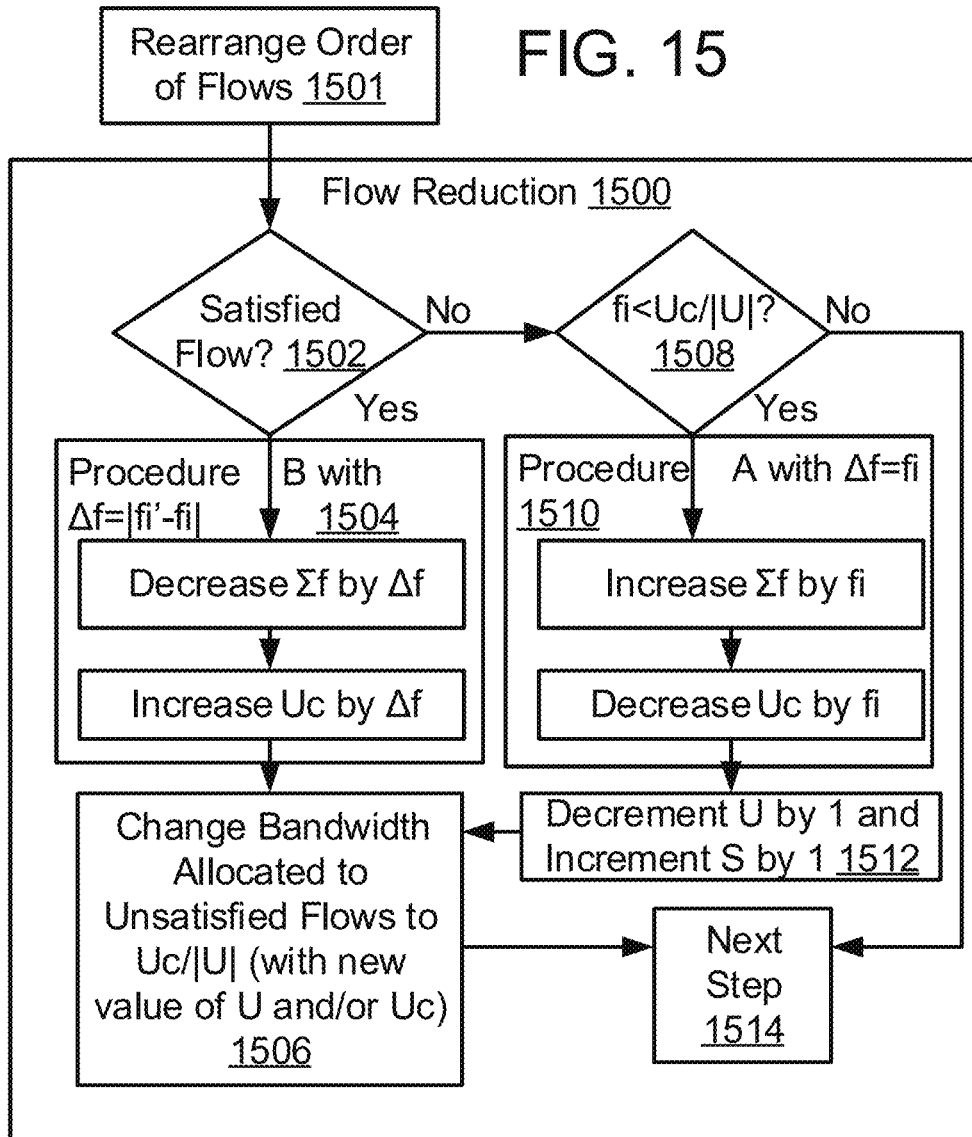 Rearrange Order
of Flows 1501
FIG. 15
Flow Reduction 1500
Satisfied
Flow? 1502
No
Yes
fi<Uc/|U|?
1508
No
Yes
Procedure B with
Δf=|fi’-fi| 1504
Decrease Σf by Δf
Increase Uc by Δf
Procedure A with Δf=fi
1510
Increase Σf by fi
Decrease Uc by fi
Change Bandwidth
Allocated to
Unsatisfied Flows to
Uc/|U| (with new
value of U and/or Uc)
1506
Decrement U by 1 and
Increment S by 1 1512
Next
Step
1514